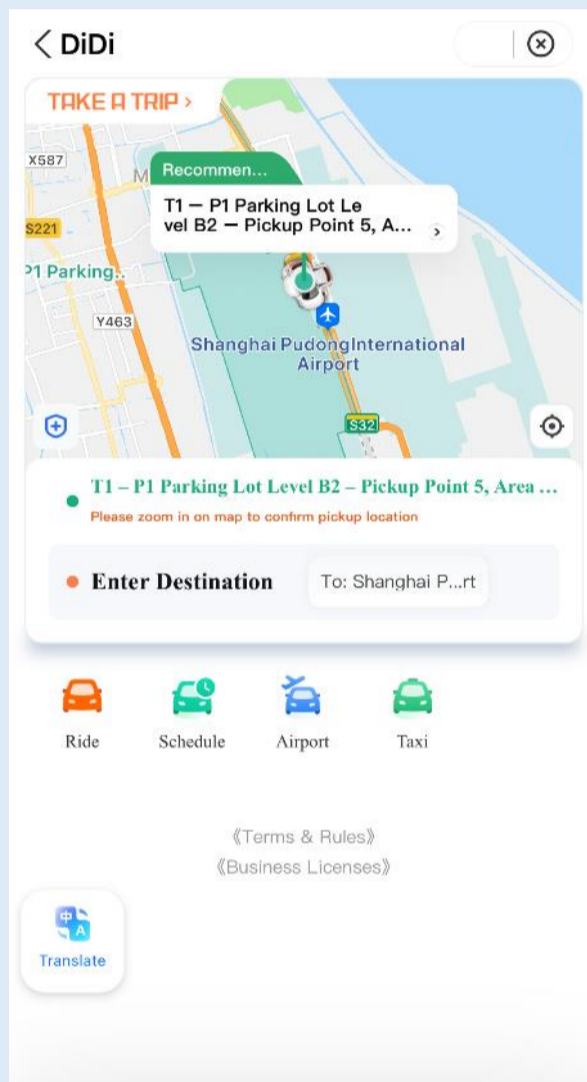 DiDi
TAKE A TRIP >
X587
Recommen...
T1 – P1 Parking Lot Le
vel B2 – Pickup Point 5, A...
S221
P1 Parking..
Y463
Shanghai PudongInternational
Airport
S32
T1 – P1 Parking Lot Level B2 – Pickup Point 5, Area ...
Please zoom in on map to confirm pickup location
Enter Destination
To: Shanghai P...rt
Ride
Schedule
Airport
Taxi
《Terms & Rules》
《Business Licenses》
中
A
Translate